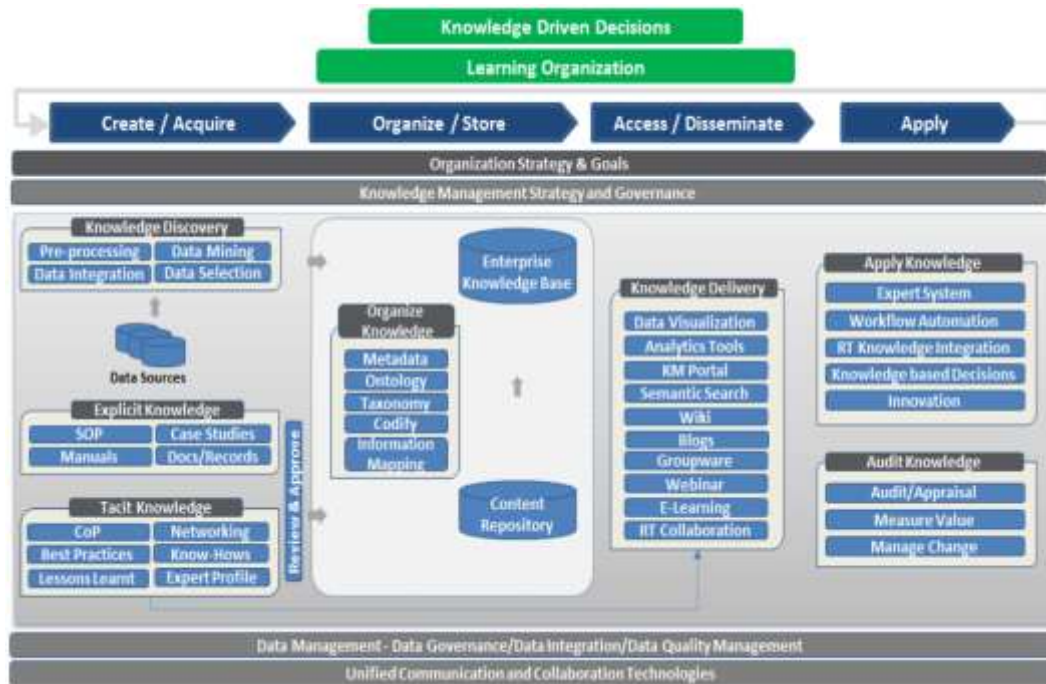 Knowledge Driven Decisions
Learning Organization
Create / Acquire
Organize / Store
Access / Disseminate
Apply
Organization Strategy & Goals
Knowledge Management Strategy and Governance
Knowledge Discovery
Pre-processing
Data Mining
Data Integration
Data Selection
Data Sources
Explicit Knowledge
SOP
Case Studies
Manuals
Docs/Records
Tacit Knowledge
CoP
Networking
Best Practices
Know-Hows
Lessons Learnt
Expert Profile
Review & Approve
Organize
Knowledge
Metadata
Ontology
Taxonomy
Codify
Information
Mapping
Enterprise
Knowledge Base
Content
Repository
Knowledge Delivery
Data Visualization
Analytics Tools
KM Portal
Semantic Search
Wiki
Blogs
Groupware
Webinar
E-Learning
RT Collaboration
Apply Knowledge
Expert System
Workflow Automation
RT Knowledge Integration
Knowledge based Decisions
Innovation
Audit Knowledge
Audit/Appraisal
Measure Value
Manage Change
Data Management - Data Governance/Data Integration/Data Quality Management
Unified Communication and Collaboration Technologies